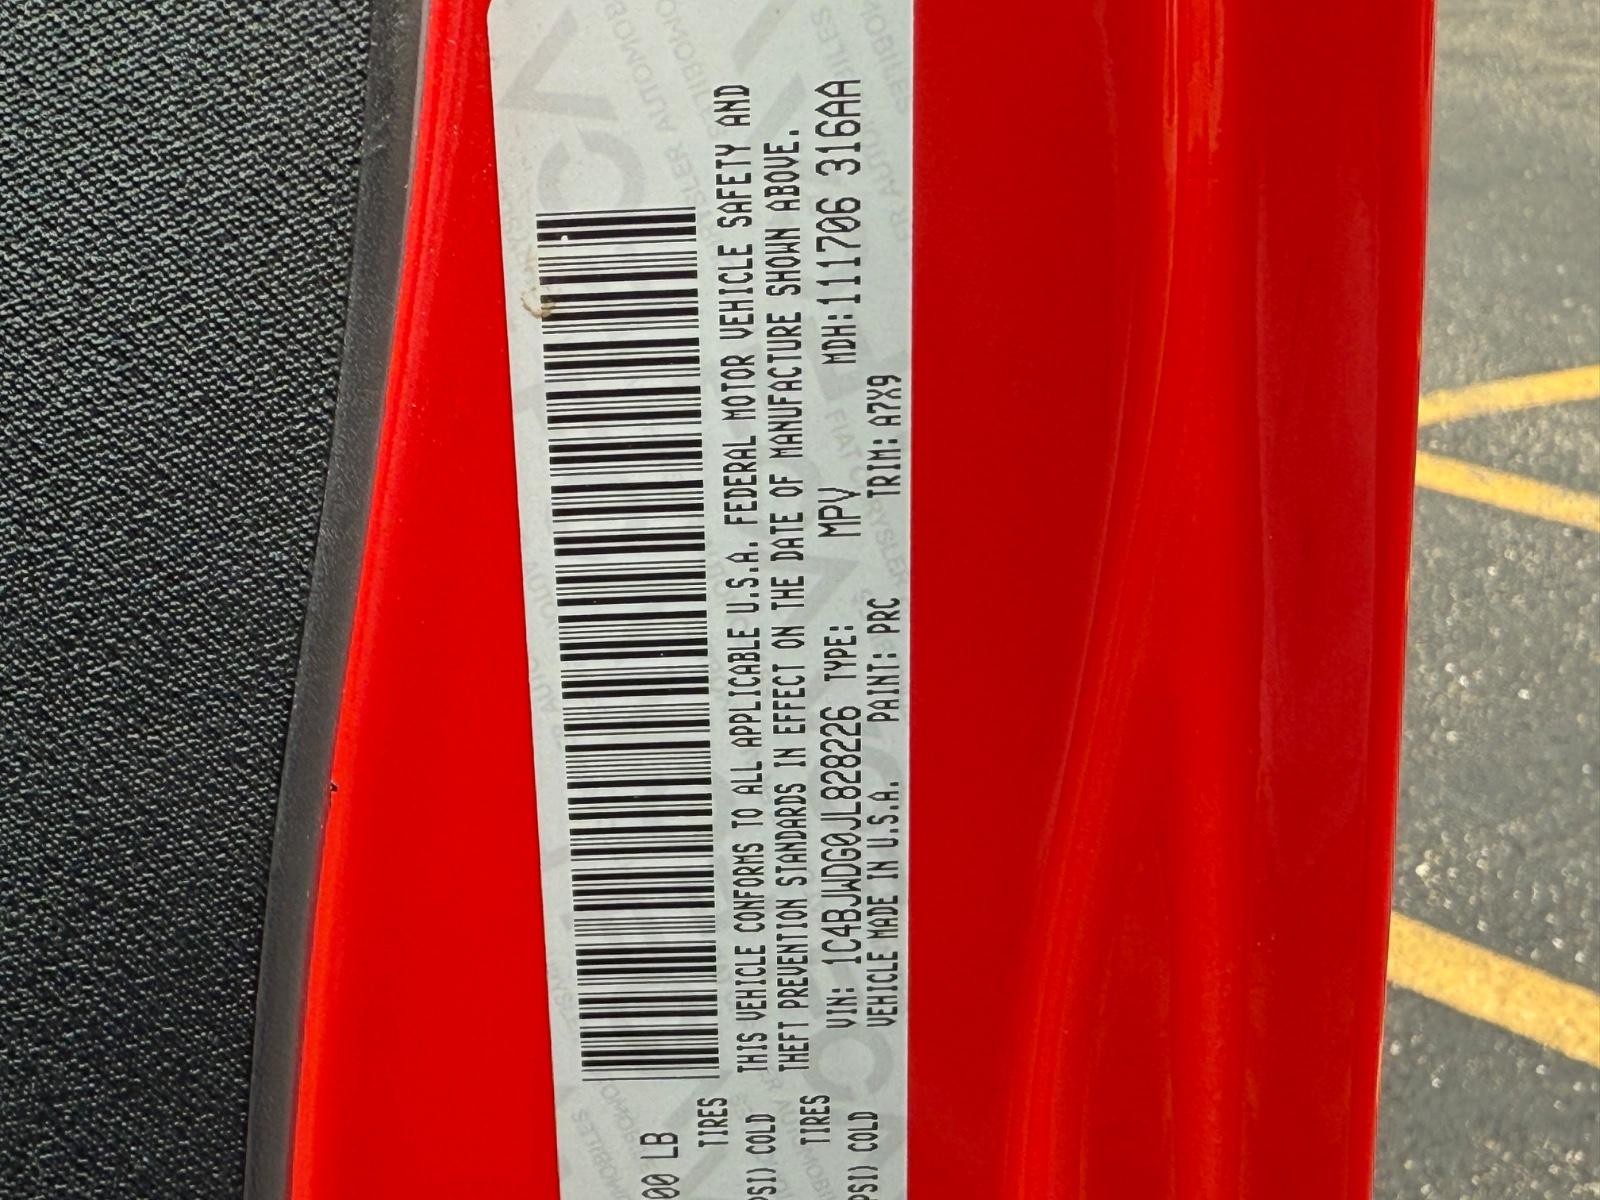 THIS VEHICLE CONFORMS TO ALL APPLICABLE U.S.A. FEDERAL MOTOR VEHICLE SAFETY AND
THEFT PREVENTION STANDARDS IN EFFECT ON THE DATE OF MANUFACTURE SHOWN ABOVE.
VIN: 1C4BJWDG0JL828226 TYPE: MPV MDH:111706 316AA
VEHICLE MADE IN U.S.A. PAINT: PRC TRIM: A7X9
00 LB
TIRES
PSI) COLD
TIRES
PSI) COLD